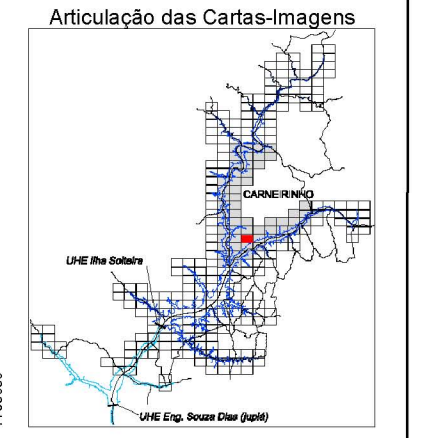 Articulação das Cartas-Imagens
CARNEIRINHO
UHE Ilha Solteira
UHE Eng. Souza Dias (jupiá)